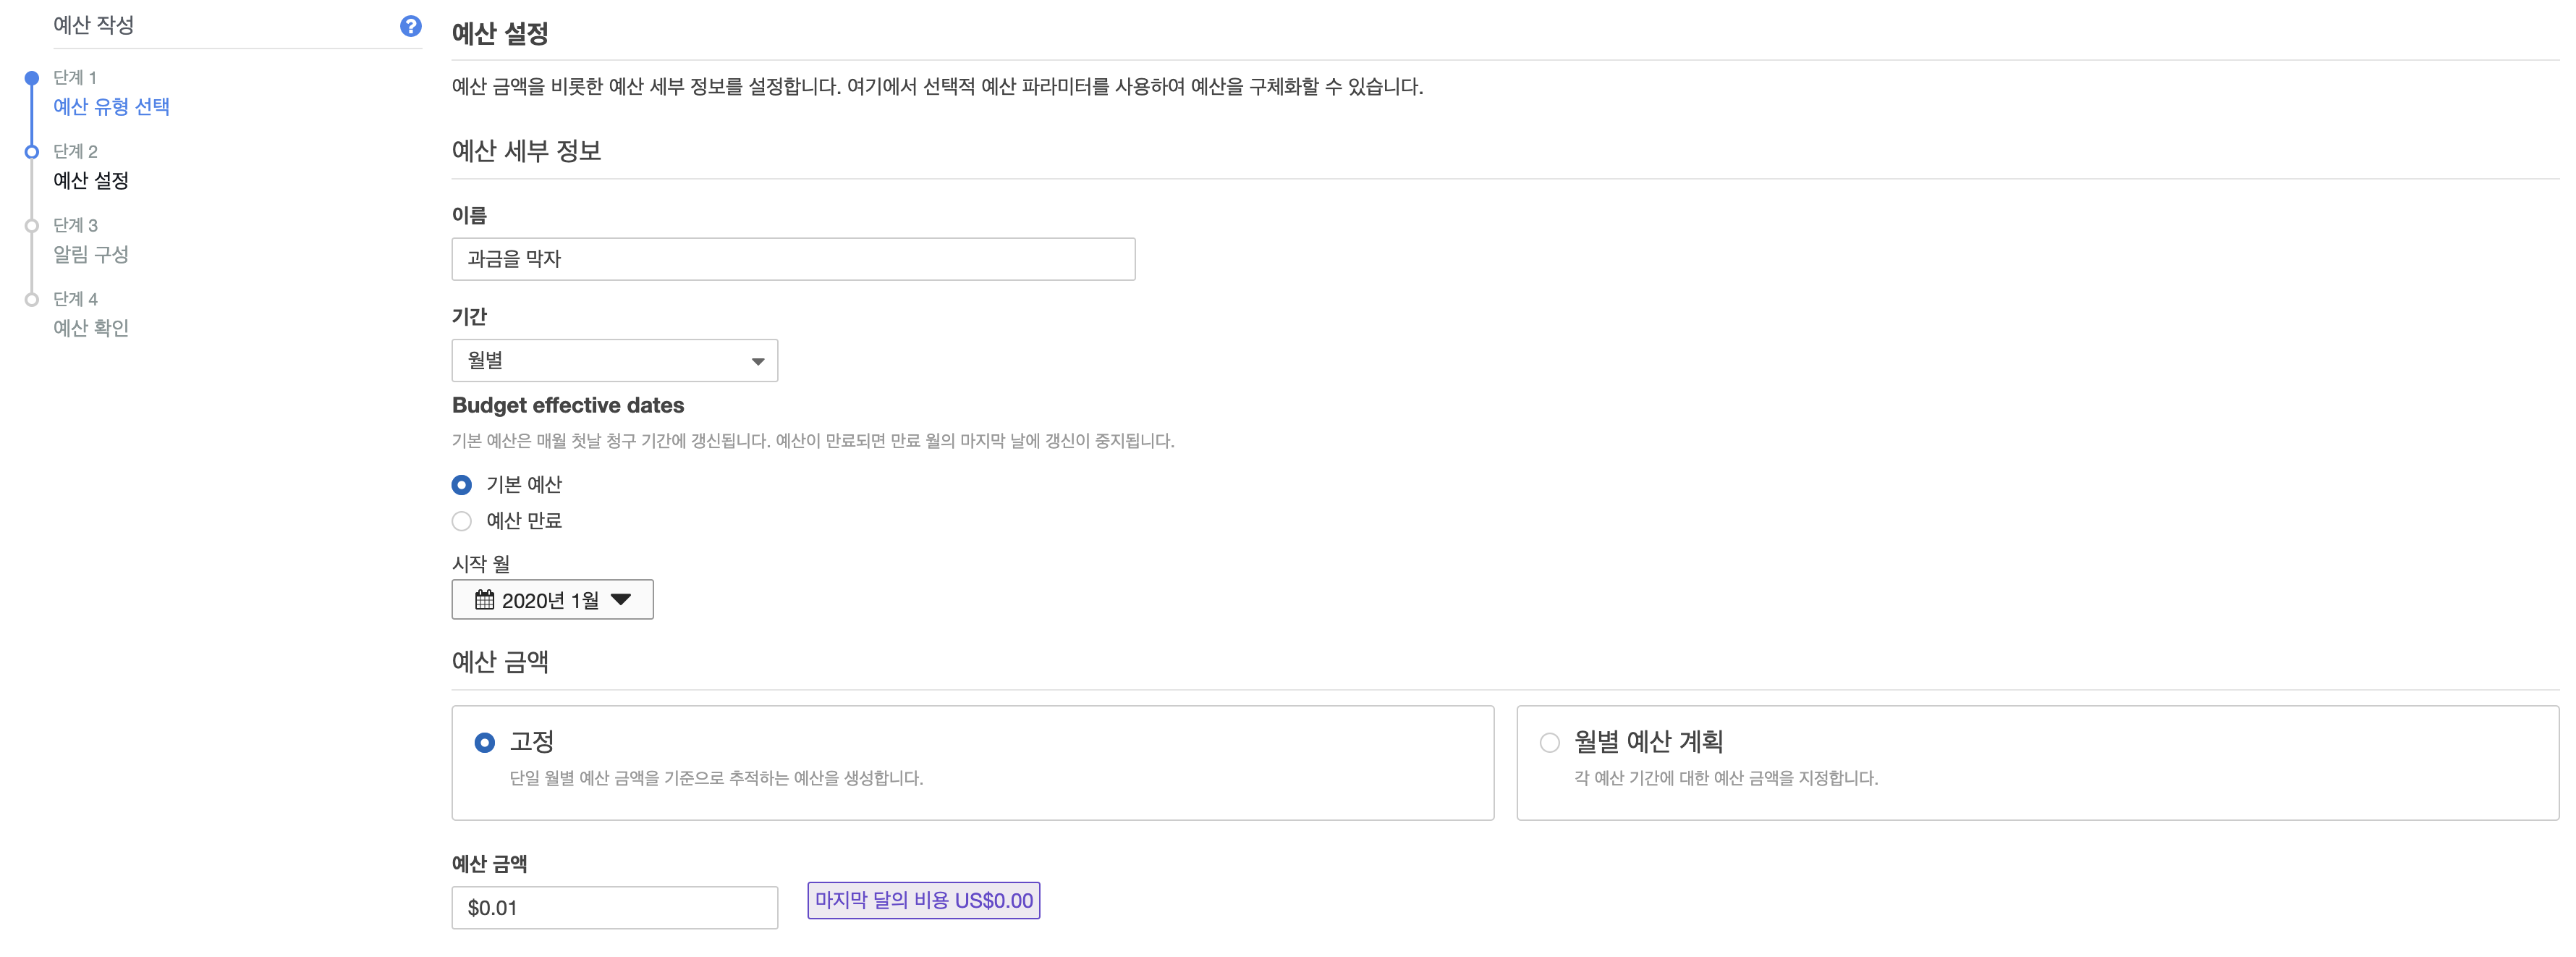 예산 작성
?
단계 1
예산 유형 선택
단계 2
예산 설정
단계 3
알림 구성
단계 4
예산 확인
예산 설정
예산 금액을 비롯한 예산 세부 정보를 설정합니다. 여기에서 선택적 예산 파라미터를 사용하여 예산을 구체화할 수 있습니다.
예산 세부 정보
이름
과금을 막자
기간
월별
Budget effective dates
기본 예산은 매월 첫날 청구 기간에 갱신됩니다. 예산이 만료되면 만료 월의 마지막 날에 갱신이 중지됩니다.
기본 예산
예산 만료
시작 월
2020년 1월
예산 금액
고정
단일 월별 예산 금액을 기준으로 추적하는 예산을 생성합니다.
월별 예산 계획
각 예산 기간에 대한 예산 금액을 지정합니다.
예산 금액
$0.01
마지막 달의 비용 US$0.00